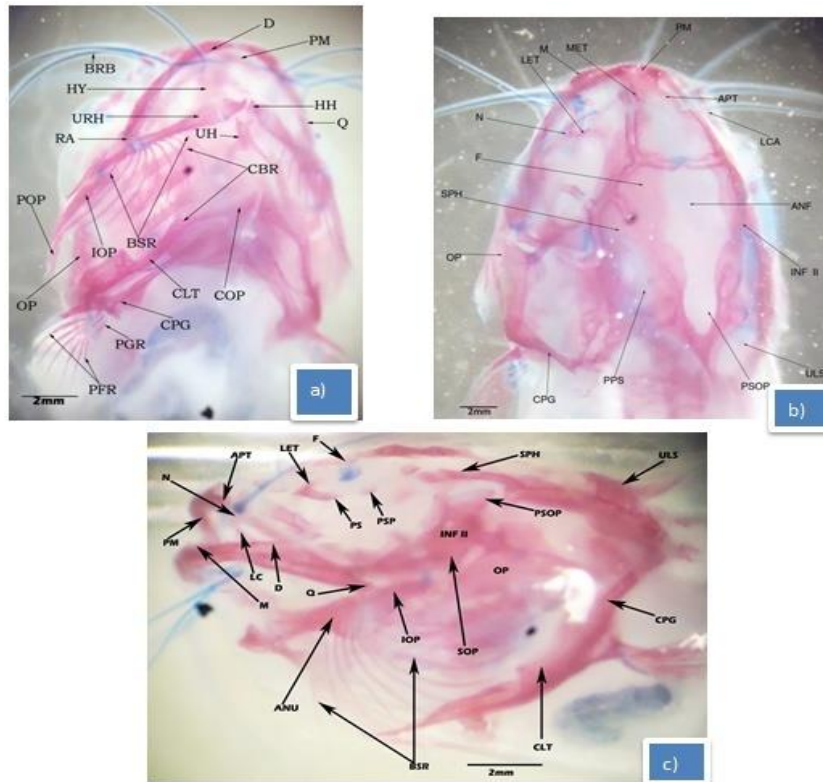 D
PM
BRB
HY
HH
URH
Q
RA
UH
CBR
POP
IOP
BSR
COP
OP
CLT
CPG
PGR
PFR
2mm
a)
PM
M
MET
LET
APT
N
LCA
F
SPH
ANF
OP
INF II
CPG
PPS
PSOP
ULS
2mm
b)
F
APT
LET
SPH
ULS
N
PS
PSP
PSOP
PM
INF II
LC
D
OP
M
Q
IOP
SOP
CPG
ANU
BSR
CLT
2mm
c)